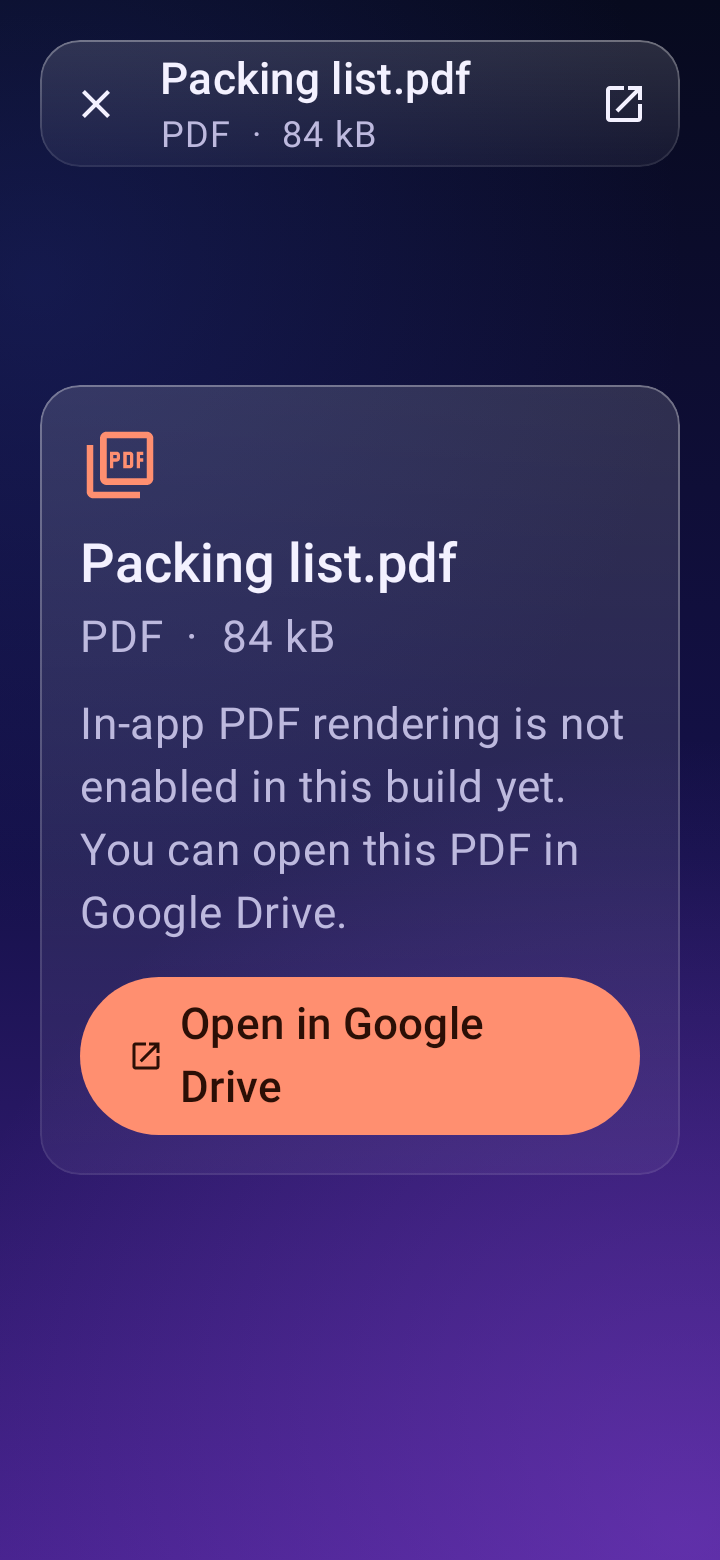 Packing list.pdf
PDF · 84 kB
PDF
Packing list.pdf
PDF · 84 kB
In-app PDF rendering is not
enabled in this build yet.
You can open this PDF in
Google Drive.
Open in Google
Drive